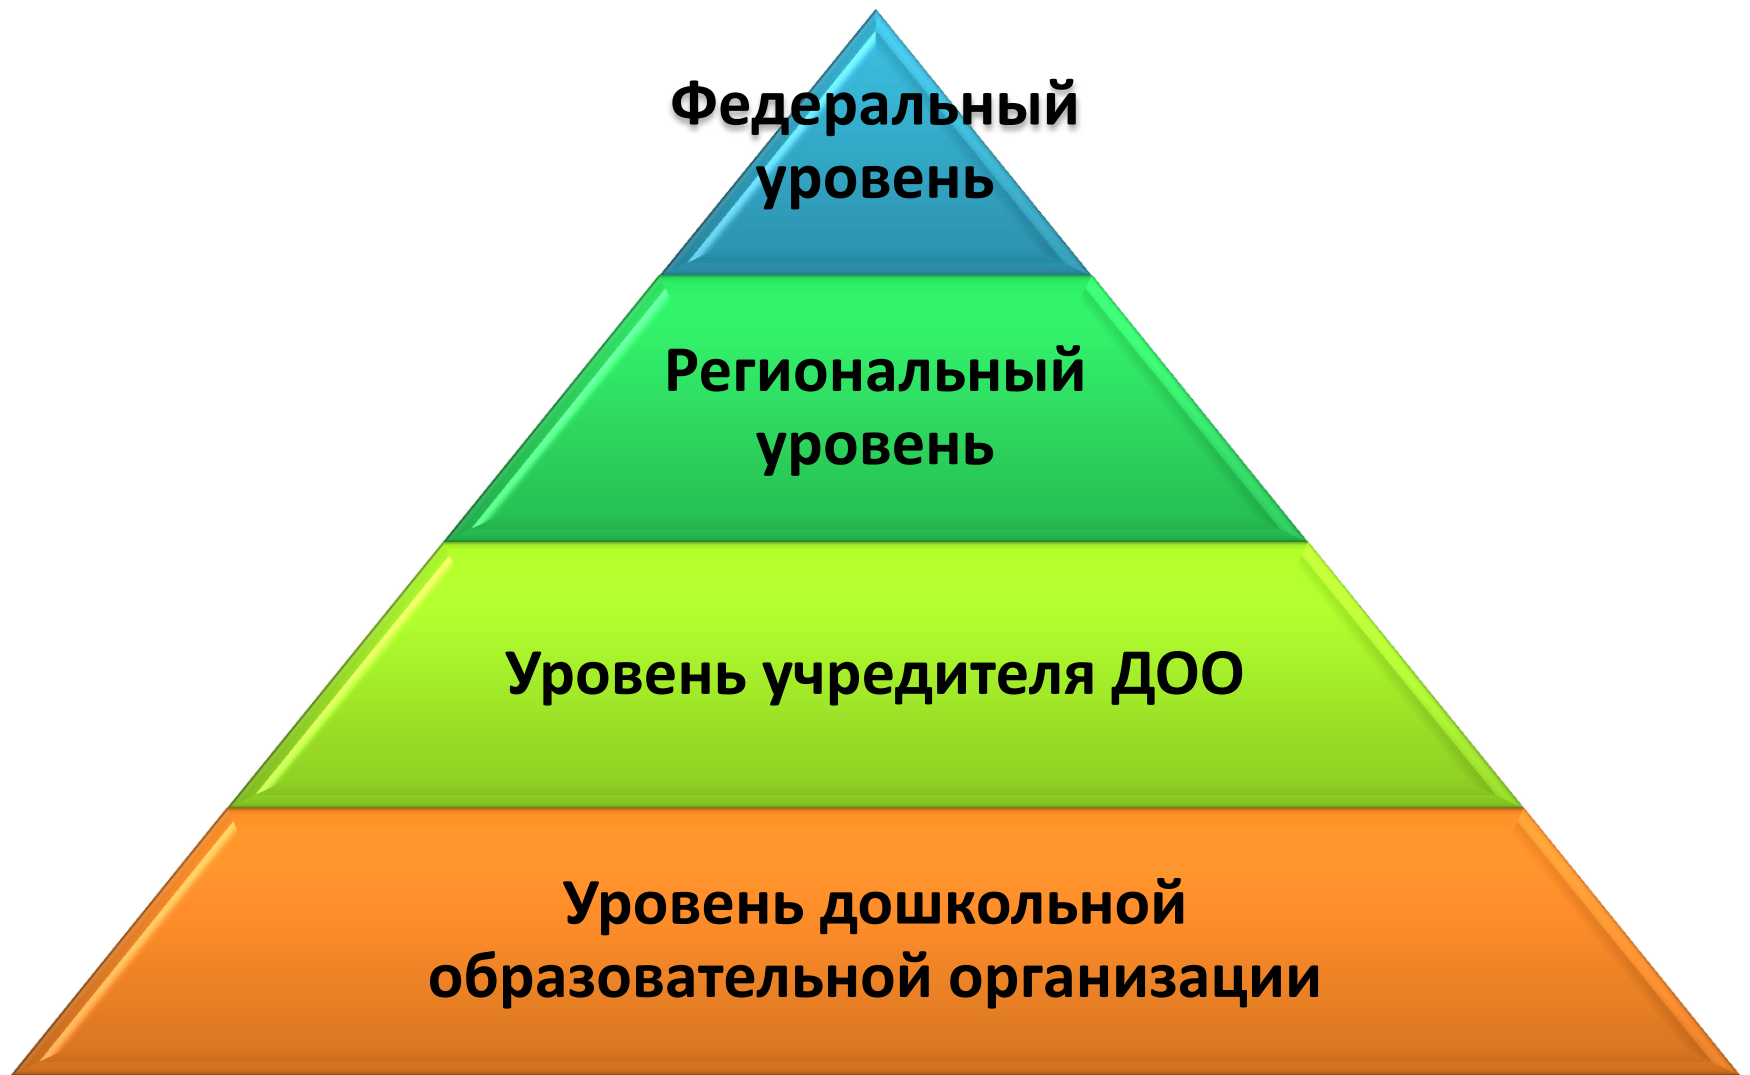 Федеральный
уровень
Региональный
уровень
Уровень учредителя ДОО
Уровень дошкольной
образовательной организации